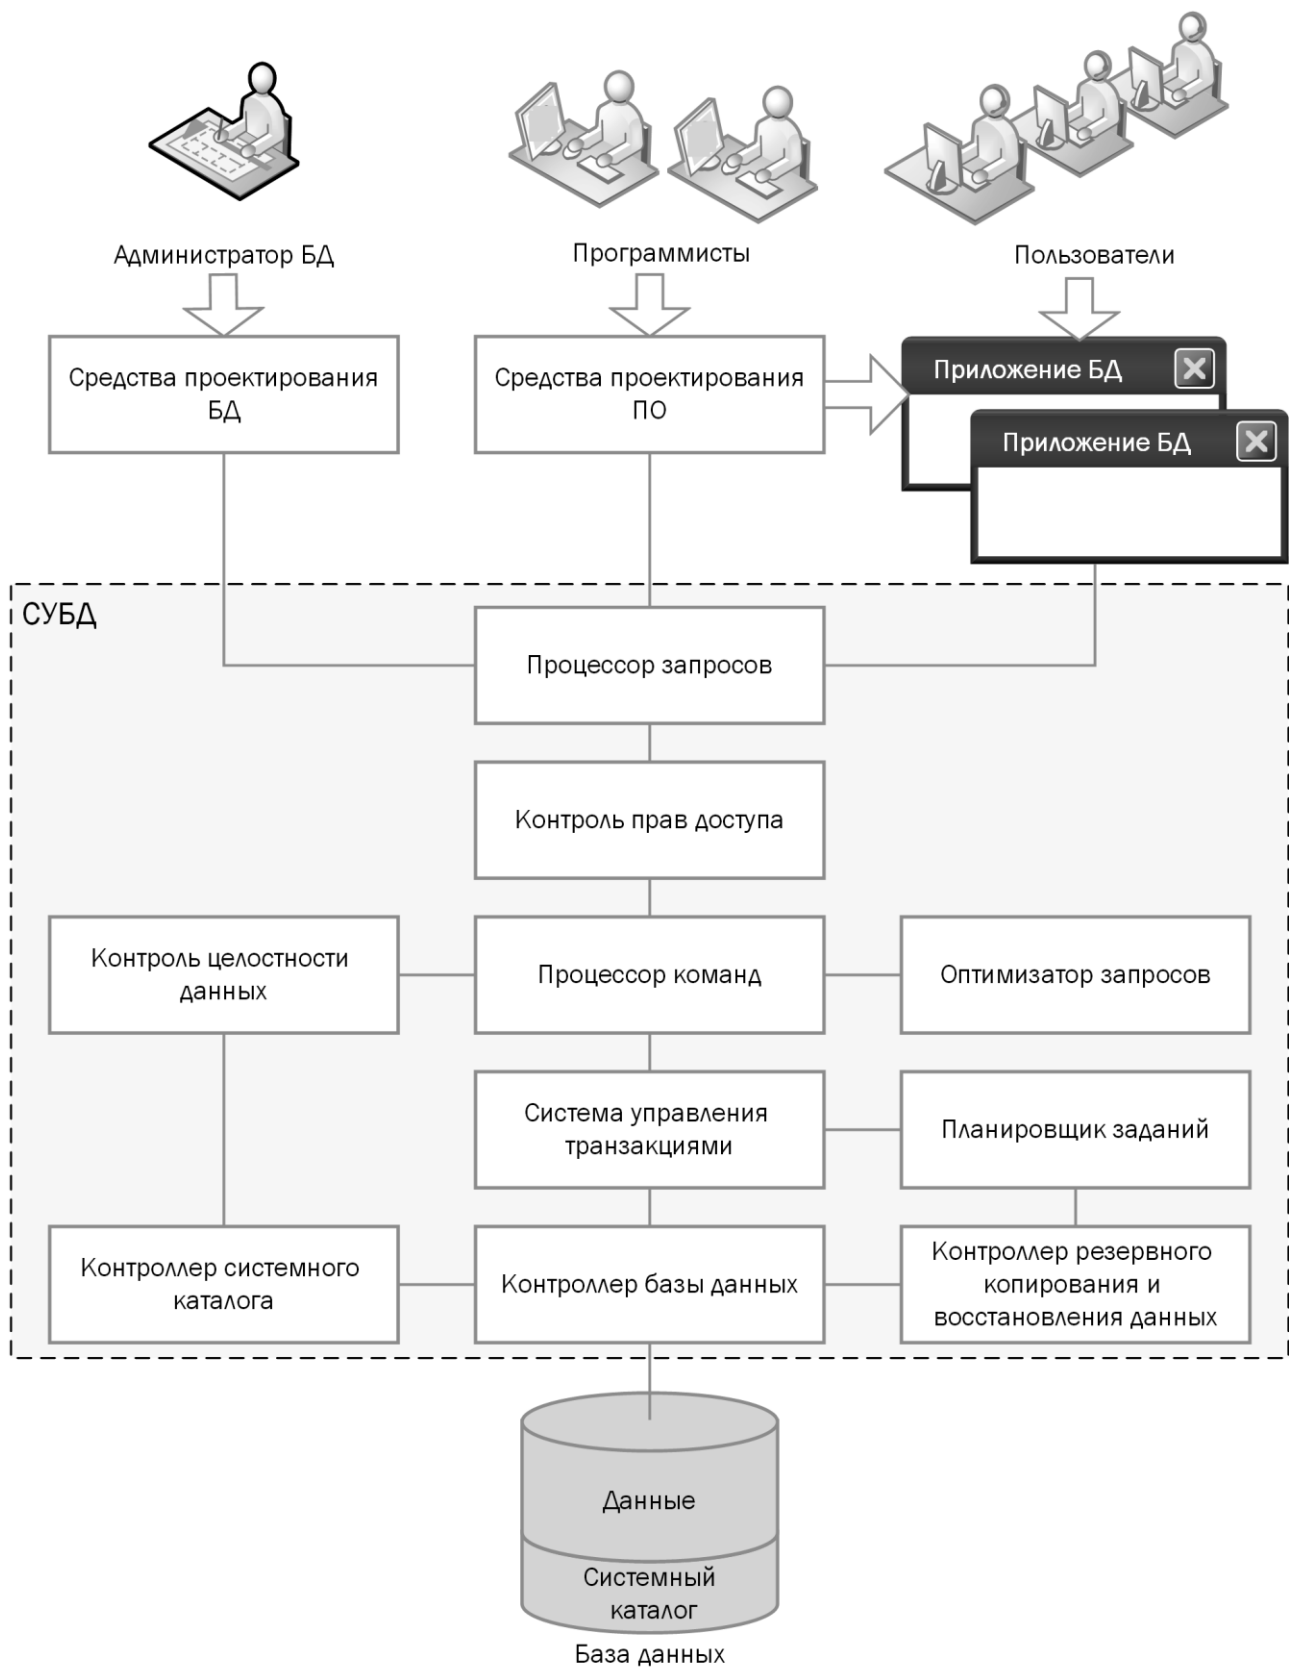 Администратор БД
Программисты
Пользователи
Средства проектирования
БД
Средства проектирования
ПО
Приложение БД
Приложение БД
СУБД
Процессор запросов
Контроль прав доступа
Контроль целостности
данных
Процессор команд
Оптимизатор запросов
Система управления
транзакциями
Планировщик заданий
Контроллер системного
каталога
Контроллер базы данных
Контроллер резервного
копирования и
восстановления данных
Данные
Системный
каталог
База данных